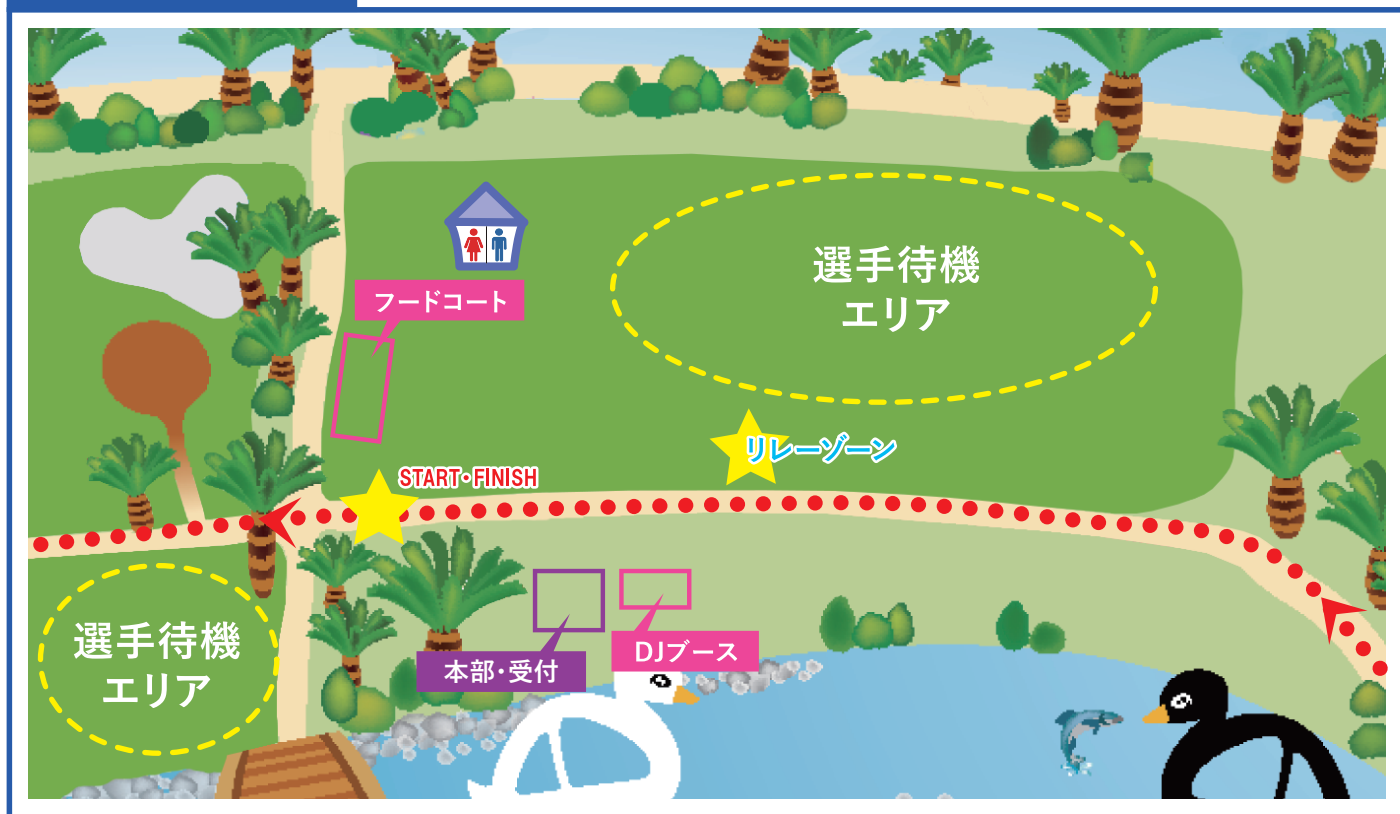 選手待機
エリア
フードコート
リレーゾーン
START・FINISH
選手待機
エリア
本部・受付
DJブース